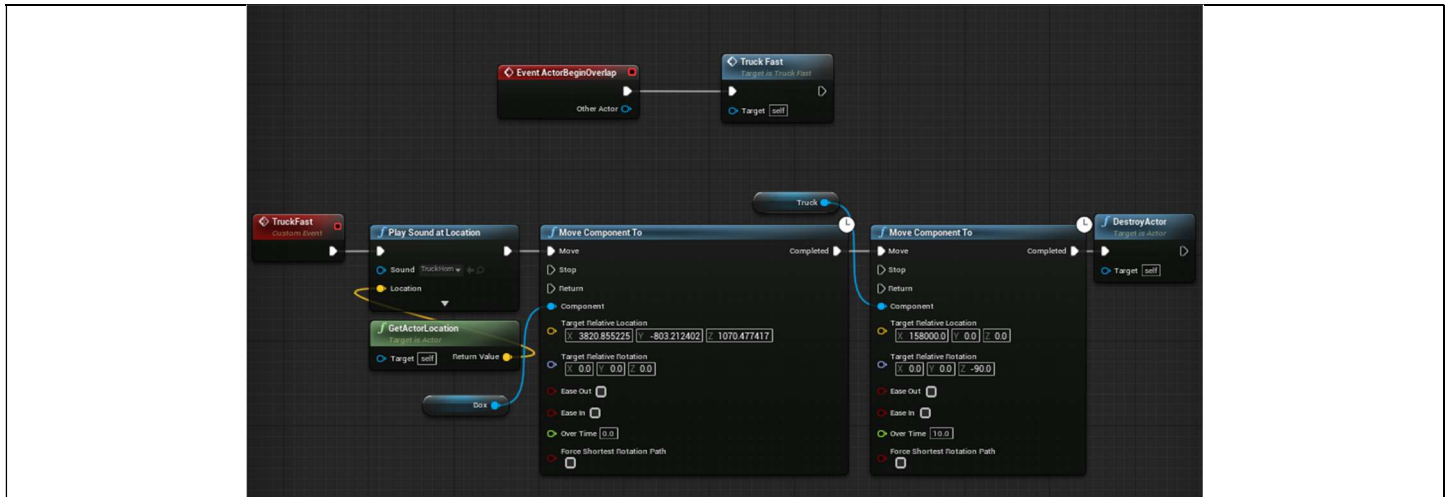 Event ActorBeginOverlap
Other Actor
Truck Fast
Target is Truck Fast
Target self
Truck
TruckFast
Custom Event
Play Sound at Location
Sound TruckHorn
Location
GetActorLocation
Target is Actor
Target self Return Value
Box
Move Component To
Move Completed
Stop
Return
Component
Target Relative Location
X 3820.855225 Y -803.212402 Z 1070.477417
Target Relative Rotation
X 0.0 Y 0.0 Z 0.0
Ease Out
Ease In
Over Time 0.0
Force Shortest Rotation Path
Move Component To
Move Completed
Stop
Return
Component
Target Relative Location
X 158000.0 Y 0.0 Z 0.0
Target Relative Rotation
X 0.0 Y 0.0 Z -90.0
Ease Out
Ease In
Over Time 10.0
Force Shortest Rotation Path
DestroyActor
Target is Actor
Target self